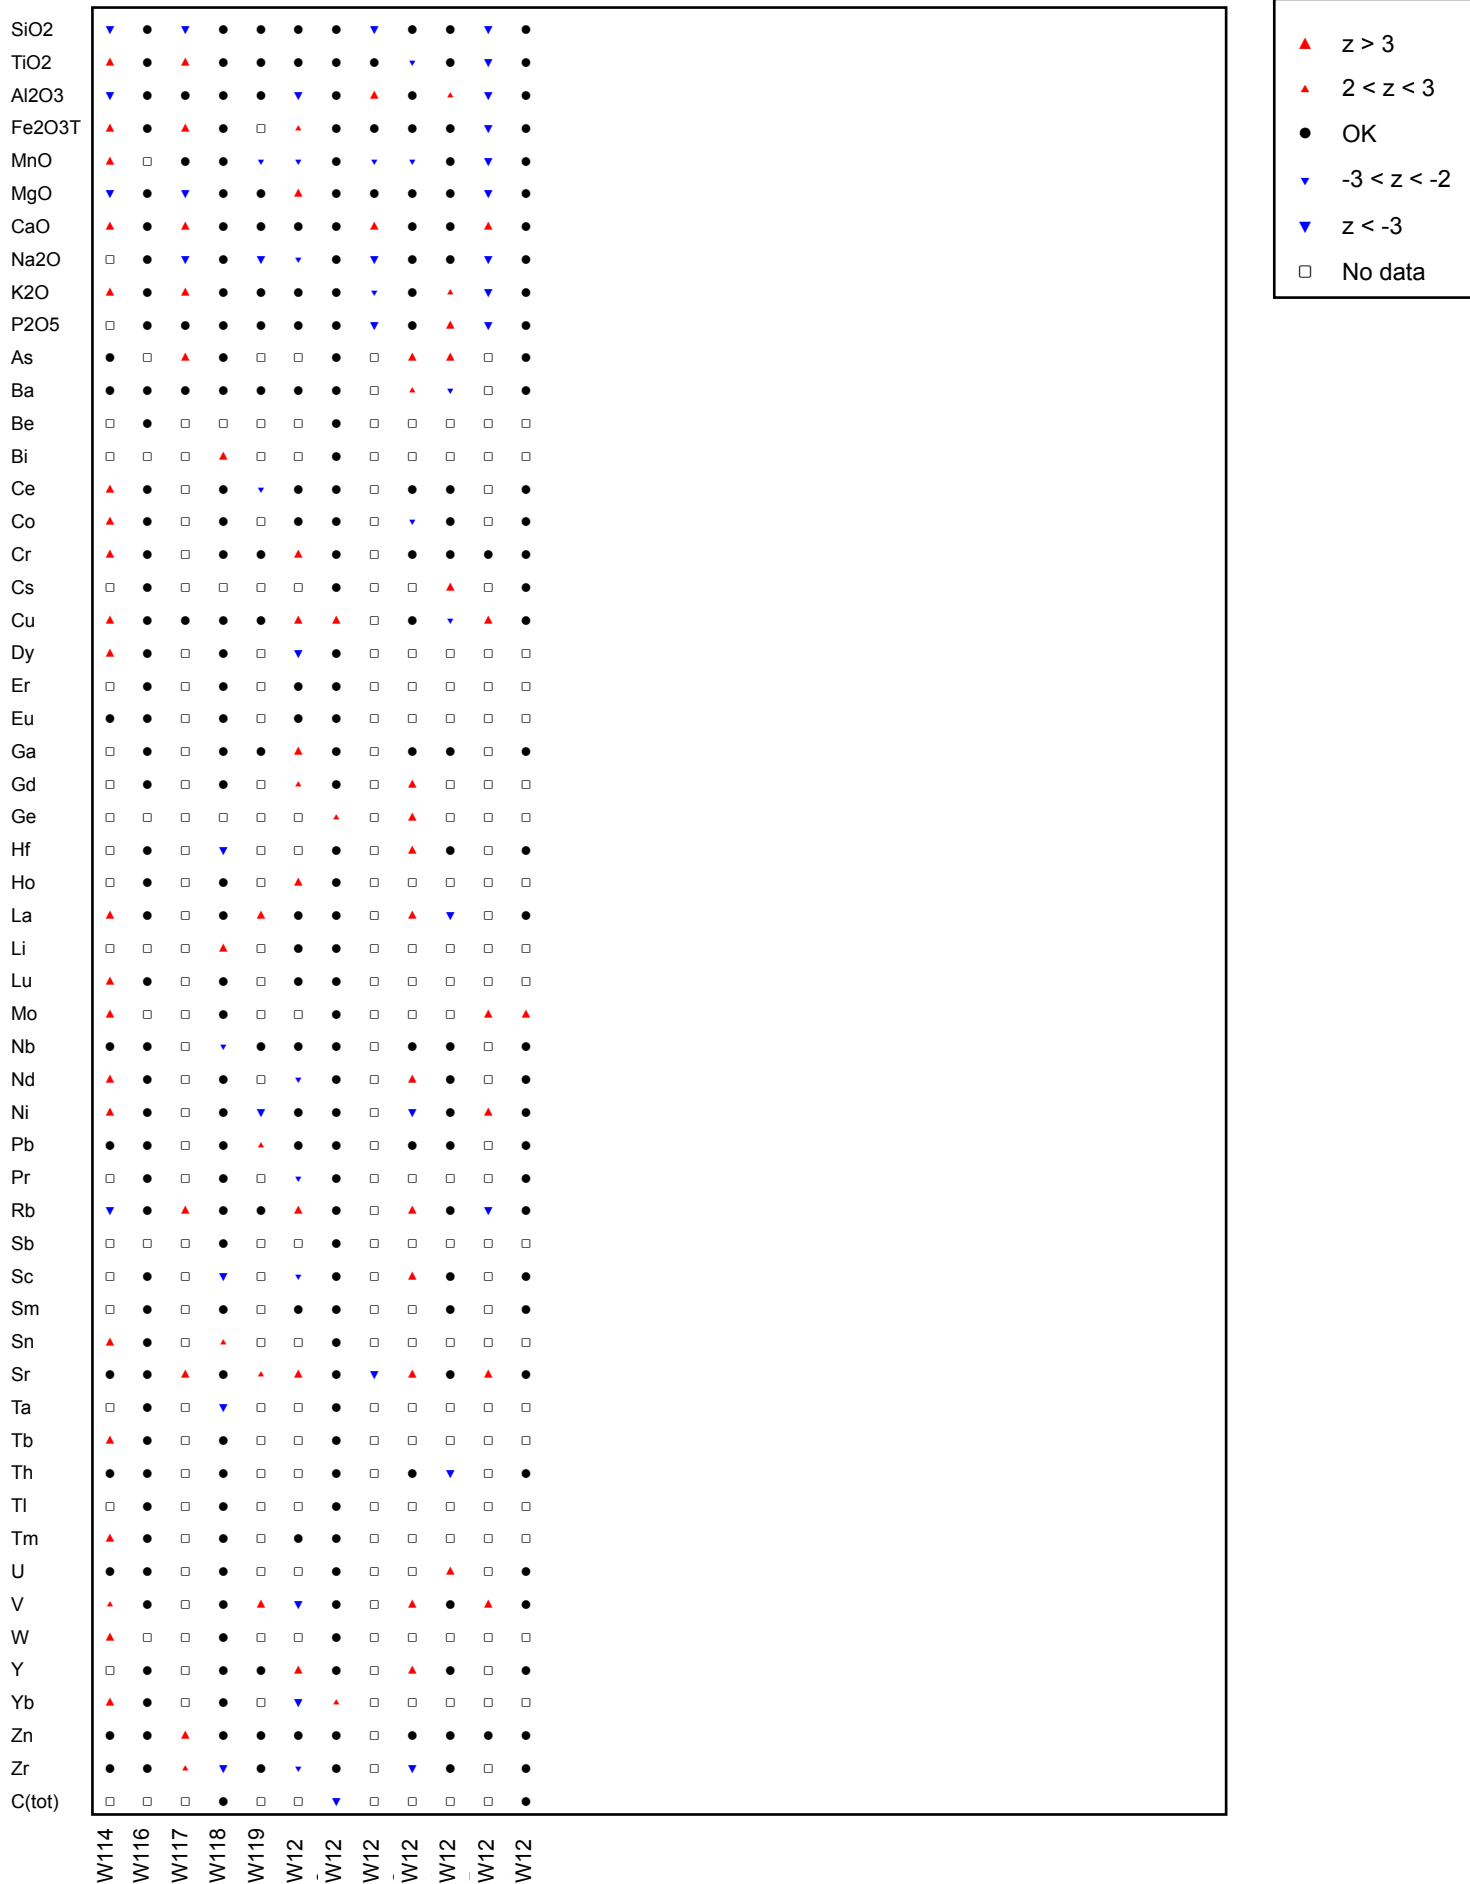 SiO2
TiO2
Al2O3
Fe2O3T
MnO
MgO
CaO
Na2O
K2O
P2O5
As
Ba
Be
Bi
Ce
Co
Cr
Cs
Cu
Dy
Er
Eu
Ga
Gd
Ge
Hf
Ho
La
Li
Lu
Mo
Nb
Nd
Ni
Pb
Pr
Rb
Sb
Sc
Sm
Sn
Sr
Ta
Tb
Th
Tl
Tm
U
V
W
Y
Yb
Zn
Zr
C(tot)
W114
W116
W117
W118
W119
W12
W12
W12
W12
W12
W12
W12
z > 3
2 < z < 3
OK
-3 < z < -2
z < -3
No data